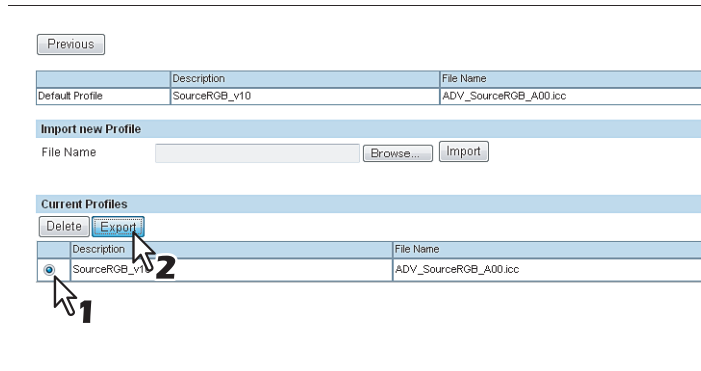 Previous
Description File Name
Default Profile SourceRGB_v10 ADV_SourceRGB_A00.icc
Import new Profile
File Name Browse... Import
Current Profiles
Delete Export
Description File Name
SourceRGB_v10 ADV_SourceRGB_A00.icc
2
1